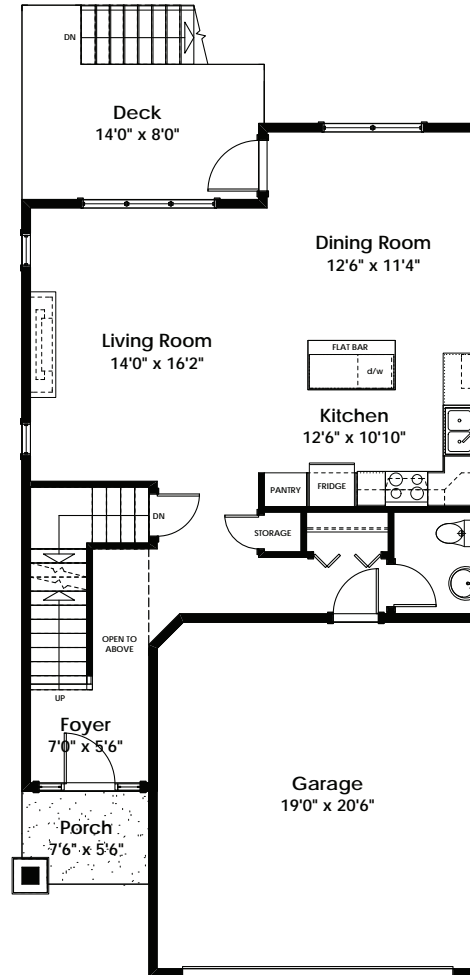 DN
Deck
14'0" x 8'0"
Dining Room
12'6" x 11'4"
Living Room
14'0" x 16'2"
FLAT BAR
d/w
Kitchen
12'6" x 10'10"
PANTRY
FRIDGE
DN
STORAGE
OPEN TO
ABOVE
UP
Foyer
7'0" x 5'6"
Garage
19'0" x 20'6"
Porch
7'6" x 5'6"